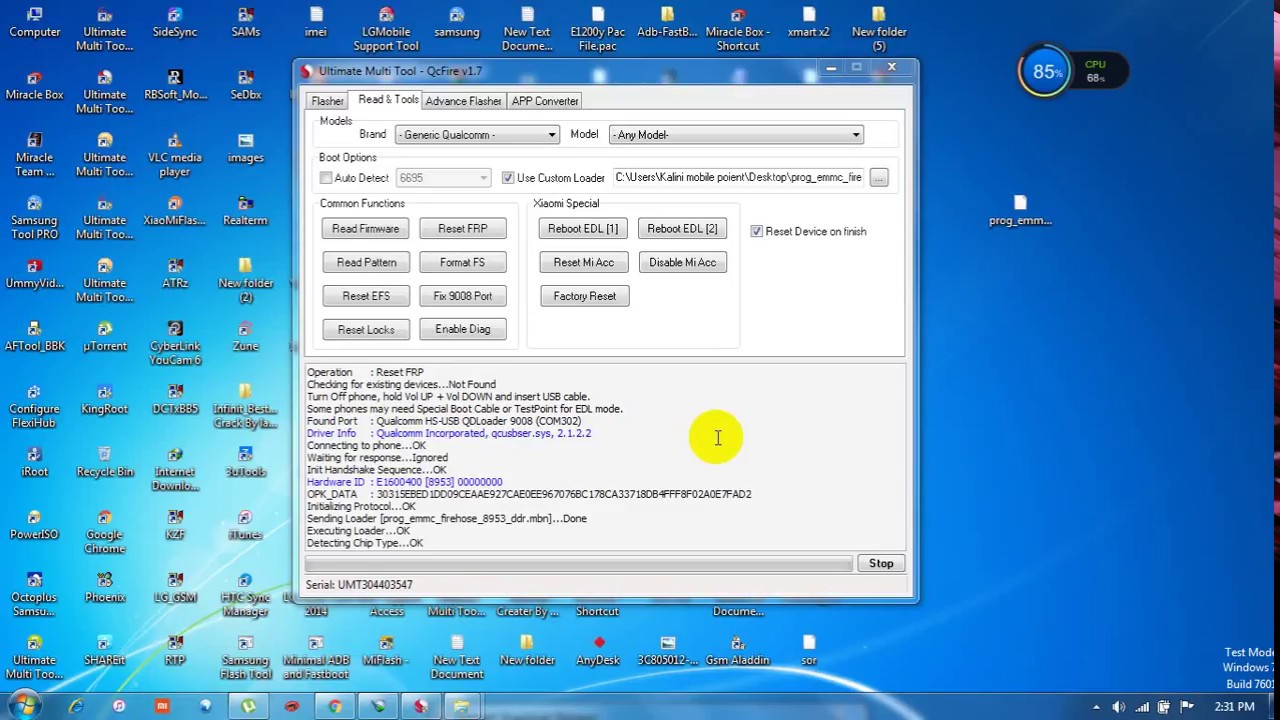 Computer
Ultimate Multi Too...
SideSync
SAMs
imei
LGMobile Support Tool
samsung
New Text Docume...
E1200y Pac File.pac
Adb-FastB...
Miracle Box - Shortcut
xmart x2
New folder (5)
Miracle Box
Ultimate Multi Too...
RBSoft_Mo...
SeDbx
Miracle Team ...
Ultimate Multi Too...
VLC media player
images
Samsung Tool PRO
Ultimate Multi Too...
XiaoMiFlas...
Realterm
UmmyVid...
Ultimate Multi Too...
ATRz
New folder (2)
AFTool_BBK
µTorrent
CyberLink YouCam 6
Zune
Configure FlexiHub
KingRoot
DCTxBB5
Infinit_Best...
Crack By la...
iRoot
Recycle Bin
Internet Downlo...
3uTools
PowerISO
Google Chrome
KZF
iTunes
Octoplus Samsu...
Phoenix
LG_GSM
HTC Sync Manager
2014
Access
Multi Too...
Creater By ...
Shortcut
Docume...
Ultimate Multi Too...
SHAREit
RTP
Samsung Flash Tool
Minimal ADB and Fastboot
MiFlash -
New Text Document
New folder
AnyDesk
3C805012-...
Gsm Aladdin
sor
prog_emm...
85%
CPU
68%
Ultimate Multi Tool - QcFire v1.7
Flasher
Read & Tools
Advance Flasher
APP Converter
Models
Brand
- Generic Qualcomm -
Model
- Any Model-
Boot Options
Auto Detect
6695
Use Custom Loader
C:\Users\Kalini mobile poient\Desktop\prog_emmc_fire
...
Common Functions
Xiaomi Special
Read Firmware
Reset FRP
Reboot EDL [1]
Reboot EDL [2]
Reset Device on finish
Read Pattern
Format FS
Reset Mi Acc
Disable Mi Acc
Reset EFS
Fix 9008 Port
Factory Reset
Reset Locks
Enable Diag
Operation : Reset FRP
Checking for existing devices...Not Found
Turn Off phone, hold Vol UP + Vol DOWN and insert USB cable.
Some phones may need Special Boot Cable or TestPoint for EDL mode.
Found Port : Qualcomm HS-USB QDLoader 9008 (COM302)
Driver Info : Qualcomm Incorporated, qcusbser.sys, 2.1.2.2
Connecting to phone...OK
Waiting for response...Ignored
Init Handshake Sequence...OK
Hardware ID : E1600400 [8953] 00000000
OPK_DATA : 30315EBED1DD09CEAAE927CAE0EE967076BC178CA33718DB4FFF8F02A0E7FAD2
Initializing Protocol...OK
Sending Loader [prog_emmc_firehose_8953_ddr.mbn]...Done
Executing Loader...OK
Detecting Chip Type...OK
Stop
Serial: UMT304403547
Test Mode
Windows 7
Build 7601
2:31 PM